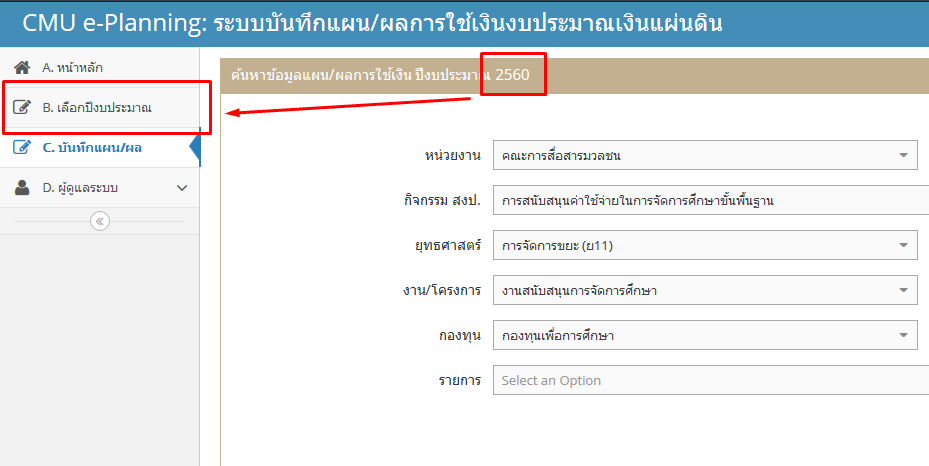 CMU e-Planning: ระบบบันทึกแผน/ผลการใช้เงินงบประมาณเงินแผ่นดิน
A. หน้าหลัก
B. เลือกปีงบประมาณ
C. บันทึกแผน/ผล
D. ผู้ดูแลระบบ
ค้นหาข้อมูลแผน/ผลการใช้เงิน ปีงบประมาณ 2560
หน่วยงาน คณะการสื่อสารมวลชน
กิจกรรม สงป. การสนับสนุนค่าใช้จ่ายในการจัดการศึกษาขั้นพื้นฐาน
ยุทธศาสตร์ การจัดการขยะ (ย11)
งาน/โครงการ งานสนับสนุนการจัดการศึกษา
กองทุน กองทุนเพื่อการศึกษา
รายการ Select an Option